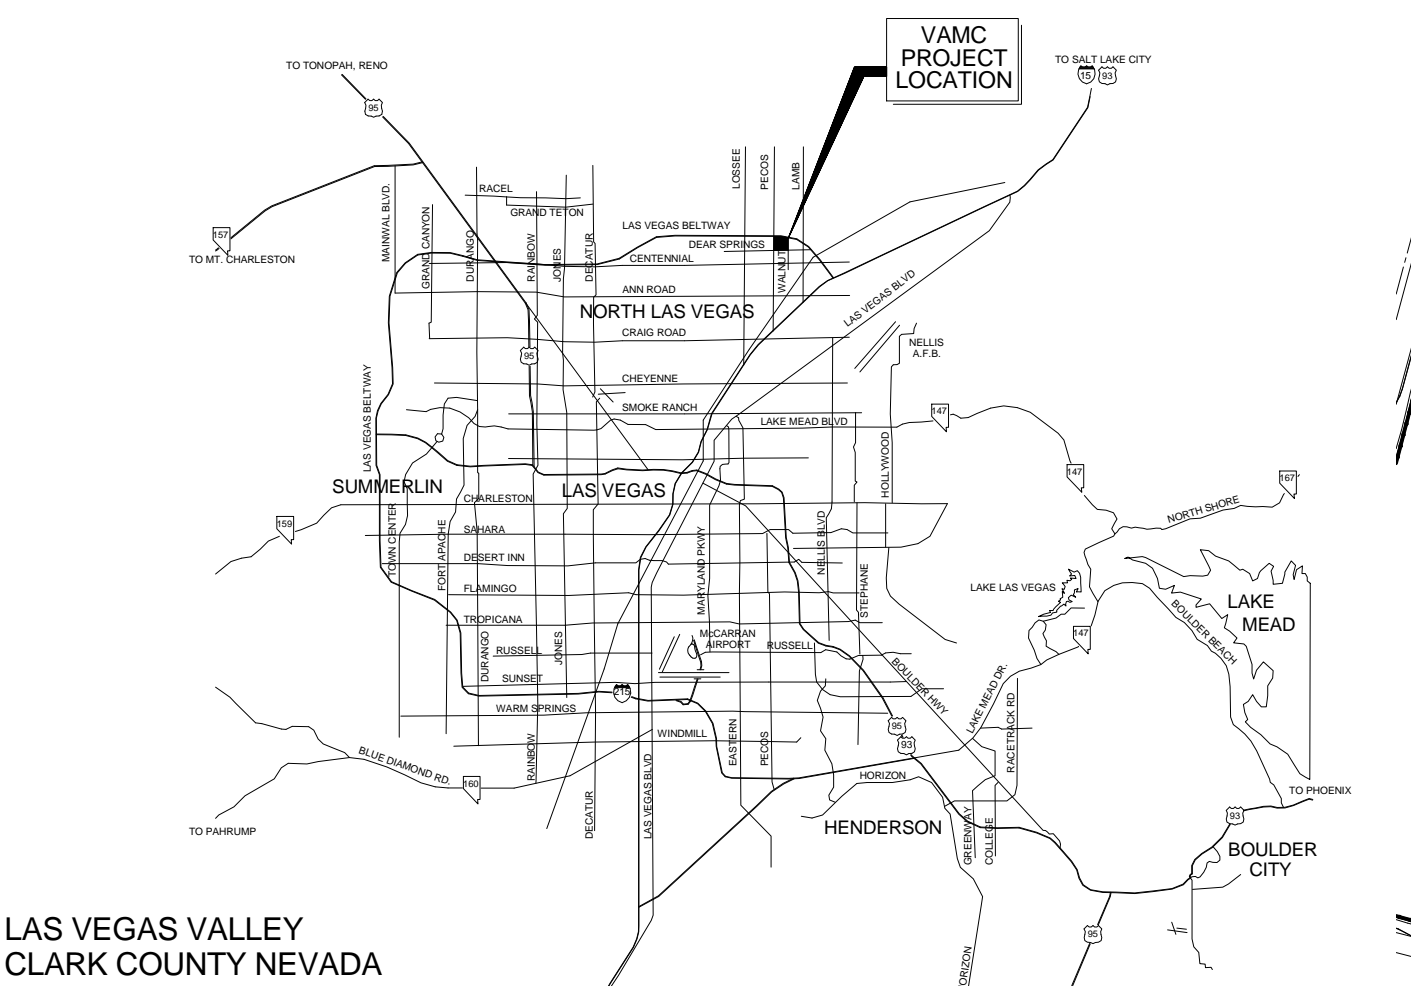 VAMC
PROJECT
LOCATION
TO TONOPAH, RENO
TO SALT LAKE CITY
15
93
95
LOSSEE
PECOS
LAMB
MAINWAL BLVD.
RACEL
GRAND TETON
GRAND CANYON
DURANGO
RAINBOW
JONES
DECATUR
157
TO MT. CHARLESTON
LAS VEGAS BELTWAY
DEAR SPRINGS
CENTENNIAL
WALNUT
ANN ROAD
NORTH LAS VEGAS
LAS VEGAS BLVD
CRAIG ROAD
NELLIS
A.F.B.
95
CHEYENNE
LAS VEGAS BELTWAY
SMOKE RANCH
LAKE MEAD BLVD
147
HOLLYWOOD
147
167
SUMMERLIN
LAS VEGAS
CHARLESTON
NORTH SHORE
159
TOWN CENTER
SAHARA
FORT APACHE
MARYLAND PKWY
NELLIS BLVD
DESERT INN
STEPHANE
FLAMINGO
LAKE LAS VEGAS
LAKE
MEAD
TROPICANA
BOULDER BEACH
McCARRAN
AIRPORT
147
RUSSELL
RUSSELL
DURANGO
JONES
SUNSET
215
BOULDER HWY
LAKE MEAD DR.
RACETRACK RD
WARM SPRINGS
95
93
WINDMILL
EASTERN
PECOS
RAINBOW
BLUE DIAMOND RD.
160
HORIZON
TO PHOENIX
LAS VEGAS BLVD
DECATUR
93
TO PAHRUMP
HENDERSON
GREENWAY
COLLEGE
BOULDER
CITY
LAS VEGAS VALLEY
CLARK COUNTY NEVADA
95
ORIZON